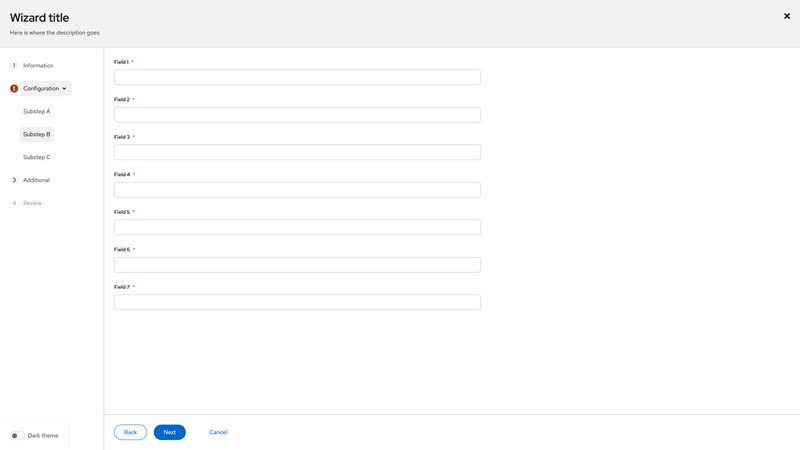 Wizard title
Here is where the description goes
1 Information
! Configuration
Substep A
Substep B
Substep C
3 Additional
4 Review
Dark theme
Field 1 *
Field 2 *
Field 3 *
Field 4 *
Field 5 *
Field 6 *
Field 7 *
Back Next Cancel